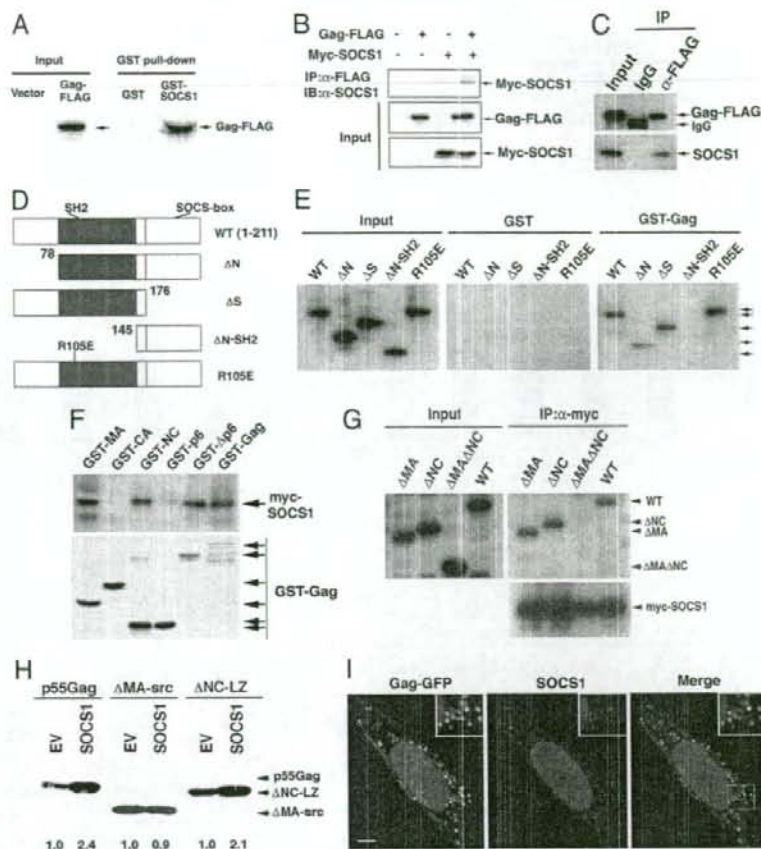 A
Input
GST pull-down
Vector
Gag-
FLAG
GST
GST-
SOCS1
Gag-FLAG
B
Gag-FLAG - + - +
Myc-SOCS1 - - + +
IP:α-FLAG
IB:α-SOCS1
Myc-SOCS1
Input
Gag-FLAG
Myc-SOCS1
C
IP
Input
IgG
α-FLAG
Gag-FLAG
IgG
SOCS1
D
SH2
SOCS-box
WT (1-211)
78
ΔN
176
ΔS
145
ΔN-SH2
R105E
R105E
E
Input
GST
GST-Gag
WT ΔN ΔS ΔN-SH2 R105E
WT ΔN ΔS ΔN-SH2 R105E
WT ΔN ΔS ΔN-SH2 R105E
F
GST-MA
GST-CA
GST-NC
GST-p6
GST-Δp6
GST-Gag
myc-
SOCS1
GST-Gag
G
Input
IP:α-myc
ΔMA ΔNC ΔMAΔNC WT
ΔMA ΔNC ΔMAΔNC WT
WT
ΔNC
ΔMA
ΔMAΔNC
myc-SOCS1
H
p55Gag ΔMA-src ΔNC-LZ
EV SOCS1 EV SOCS1 EV SOCS1
p55Gag
ΔNC-LZ
ΔMA-src
1.0 2.4 1.0 0.9 1.0 2.1
I
Gag-GFP
SOCS1
Merge